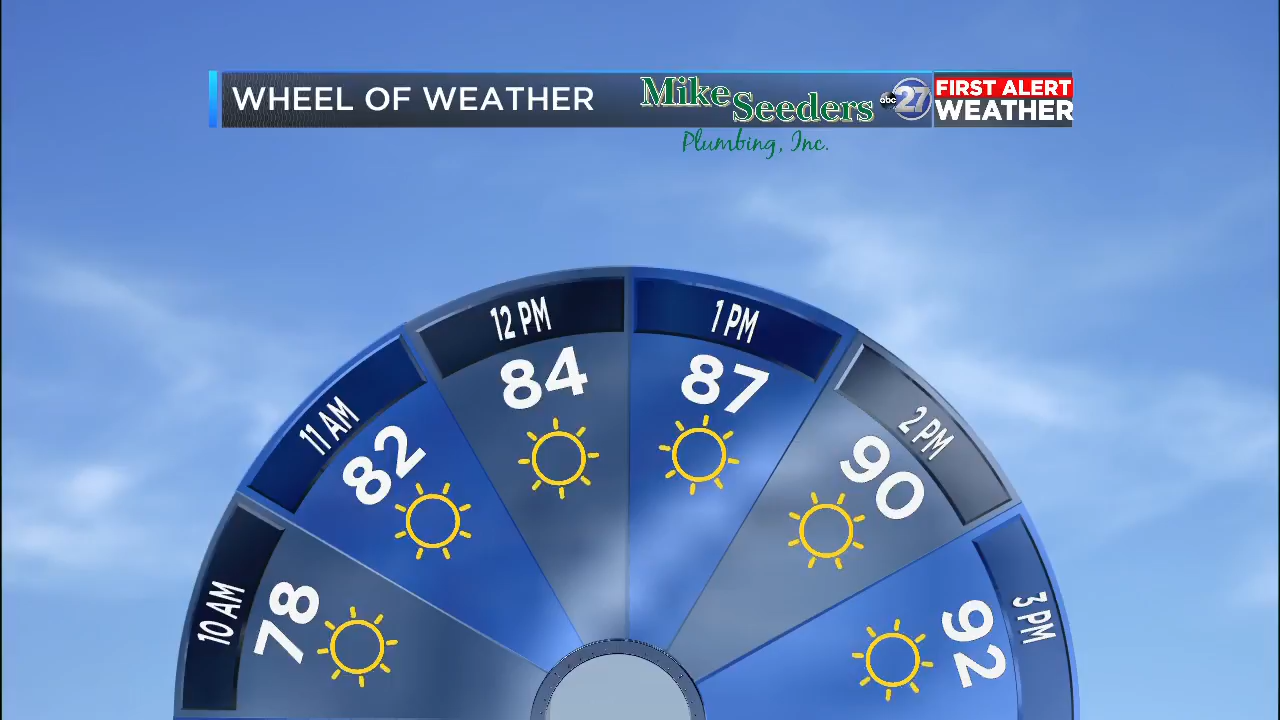 WHEEL OF WEATHER
Mike Seeders
Plumbing, Inc.
abc 27
FIRST ALERT
WEATHER
10 AM
78
11 AM
82
12 PM
84
1 PM
87
2 PM
90
3 PM
92